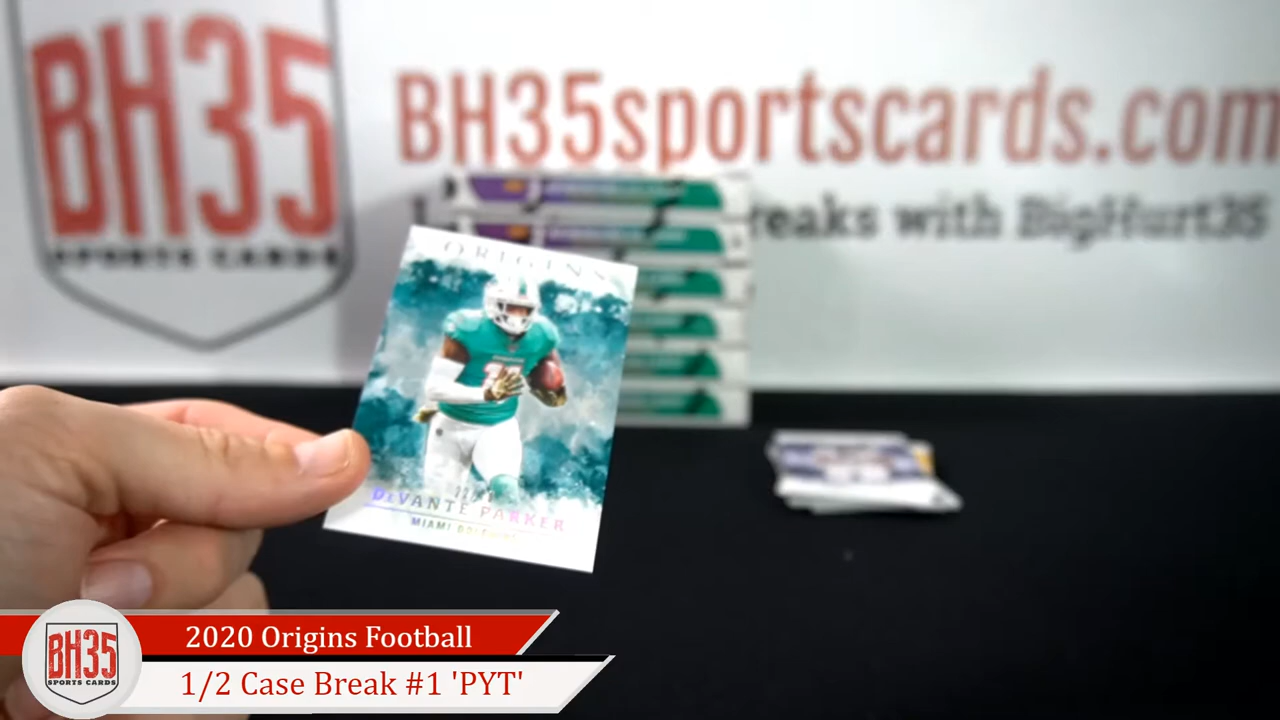 BH35
SPORTS CARDS
BH35sportscards.com
reaks with BigHurt35
ORIGINS
DEVANTE PARKER
MIAMI DOLPHINS
BH35
SPORTS CARDS
2020 Origins Football
1/2 Case Break #1 'PYT'